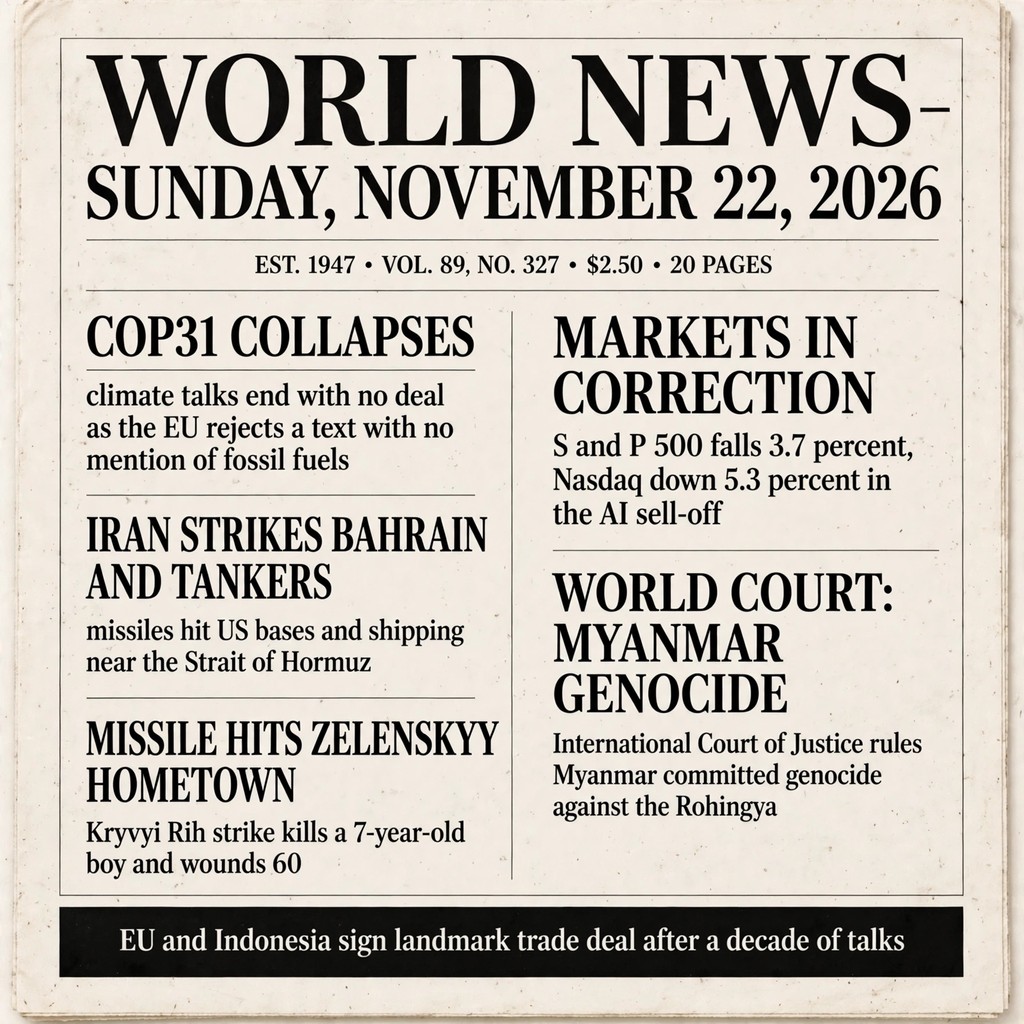 WORLD NEWS–
SUNDAY, NOVEMBER 22, 2026
EST. 1947 • VOL. 89, NO. 327 • $2.50 • 20 PAGES
COP31 COLLAPSES
climate talks end with no deal
as the EU rejects a text with no
mention of fossil fuels
IRAN STRIKES BAHRAIN
AND TANKERS
missiles hit US bases and shipping
near the Strait of Hormuz
MISSILE HITS ZELENSKYY
HOMETOWN
Kryvyi Rih strike kills a 7-year-old
boy and wounds 60
MARKETS IN
CORRECTION
S and P 500 falls 3.7 percent,
Nasdaq down 5.3 percent in
the AI sell-off
WORLD COURT:
MYANMAR
GENOCIDE
International Court of Justice rules
Myanmar committed genocide
against the Rohingya
EU and Indonesia sign landmark trade deal after a decade of talks